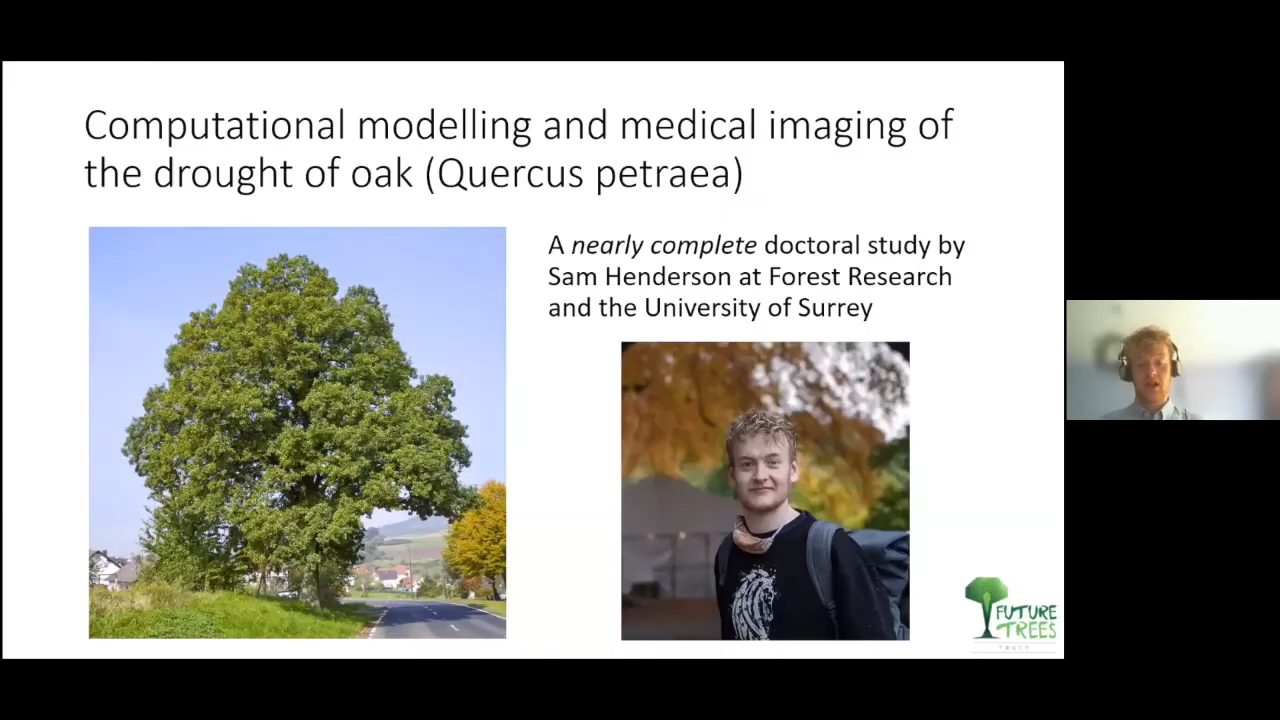 Computational modelling and medical imaging of
the drought of oak (Quercus petraea)
A nearly complete doctoral study by
Sam Henderson at Forest Research
and the University of Surrey
FUTURE
TREES
TRUST